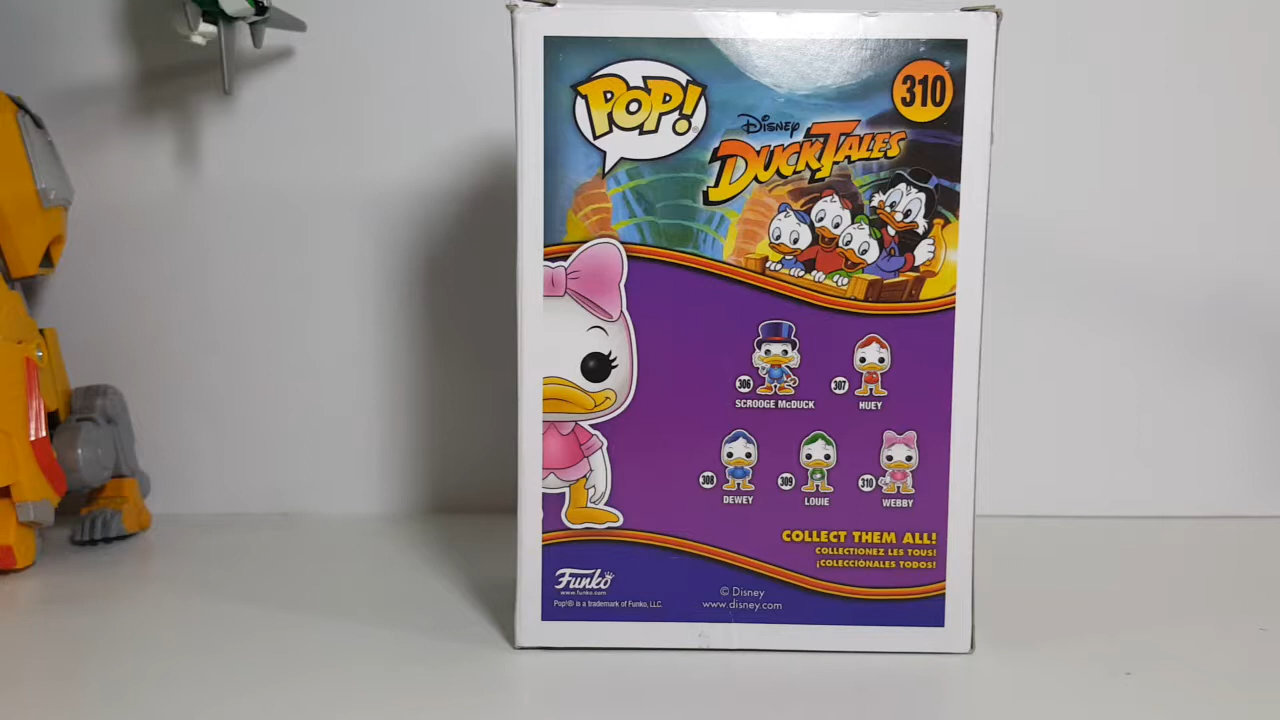 POP!
310
Disney
DUCKTALES
306
SCROOGE McDUCK
307
HUEY
308
DEWEY
309
LOUIE
310
WEBBY
COLLECT THEM ALL!
COLLECTIONEZ LES TOUS!
¡COLECCIÓNALES TODOS!
Funko
www.funko.com
Pop!® is a trademark of Funko, LLC.
© Disney
www.disney.com